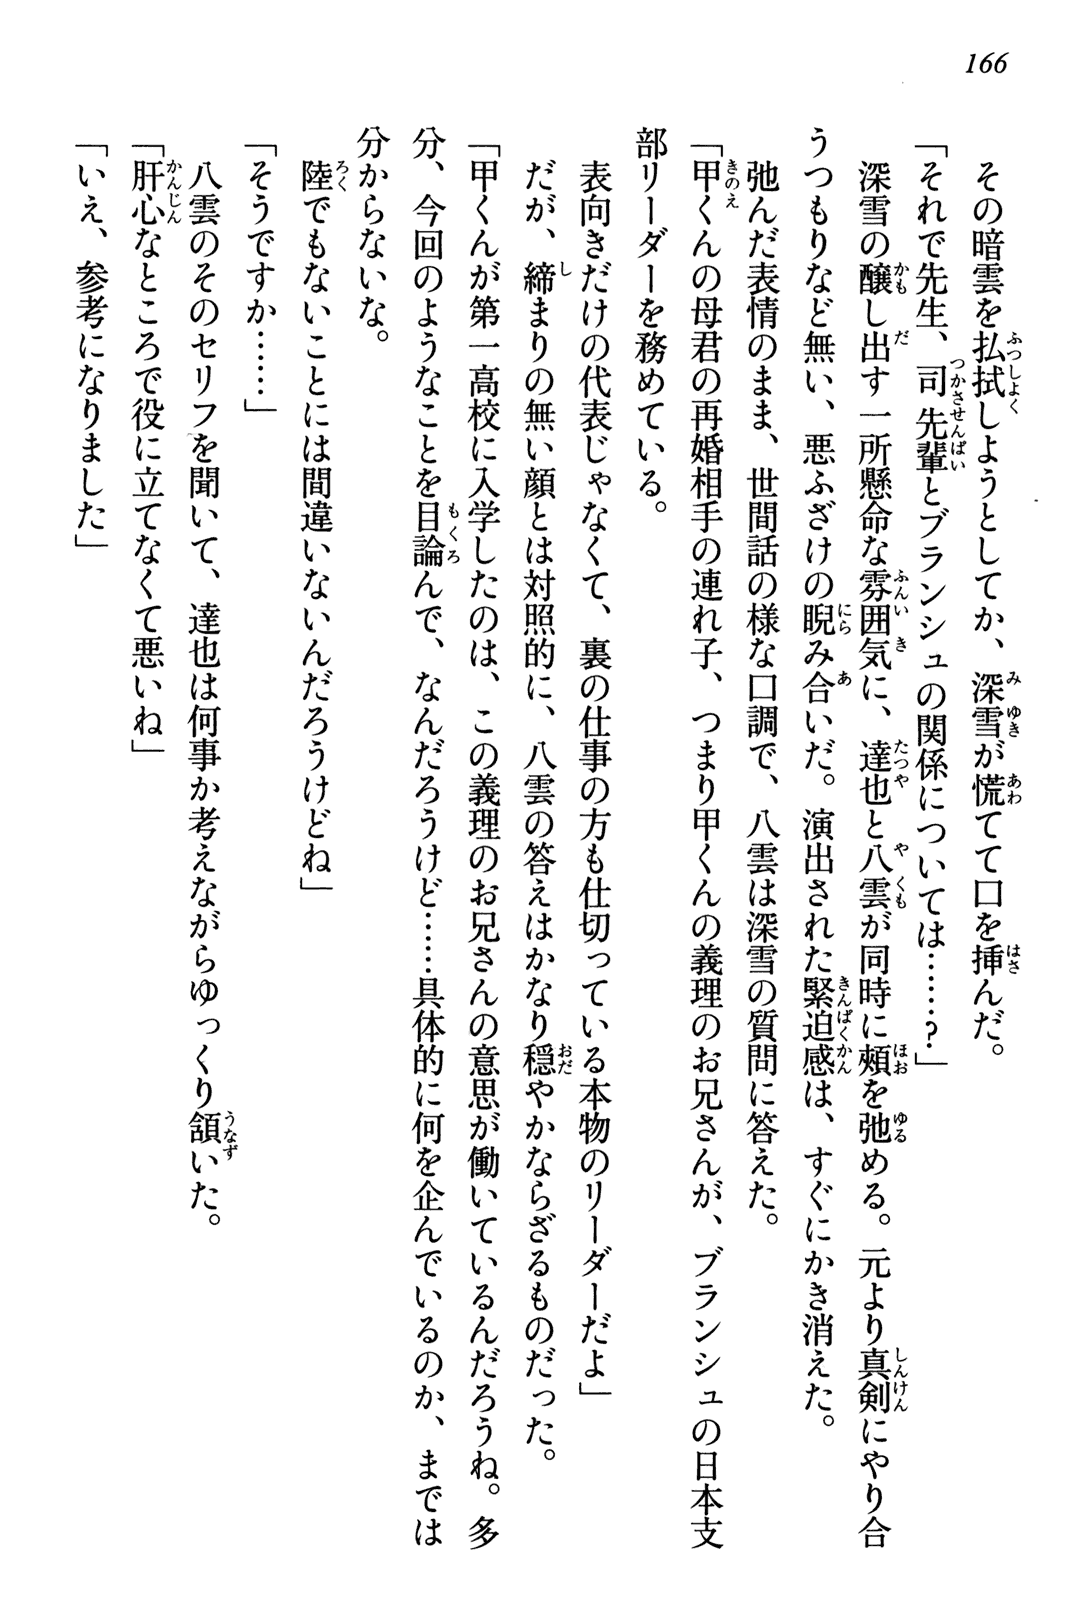 166
その暗雲を払拭しようとしてか、深雪が慌てて口を挿んだ。
「それで先生、司先輩とブランシュの関係については……?」
深雪の醸し出す一所懸命な雰囲気に、達也と八雲が同時に頰を弛める。元より真剣にやり合
うつもりなど無い、悪ふざけの睨み合いだ。演出された緊迫感は、すぐにかき消えた。
弛んだ表情のまま、世間話の様な口調で、八雲は深雪の質問に答えた。
「甲くんの母君の再婚相手の連れ子、つまり甲くんの義理のお兄さんが、ブランシュの日本支
部リーダーを務めている。
表向きだけの代表じゃなくて、裏の仕事の方も仕切っている本物のリーダーだよ」
だが、締まりの無い顔とは対照的に、八雲の答えはかなり穏やかならざるものだった。
「甲くんが第一高校に入学したのは、この義理のお兄さんの意思が働いているんだろうね。多
分、今回のようなことを目論んで、なんだろうけど……具体的に何を企んでいるのか、までは
分からないな。
陸でもないことには間違いないんだろうけどね」
「そうですか……」
八雲のそのセリフを聞いて、達也は何事か考えながらゆっくり頷いた。
「肝心なところで役に立てなくて悪いね」
「いえ、参考になりました」